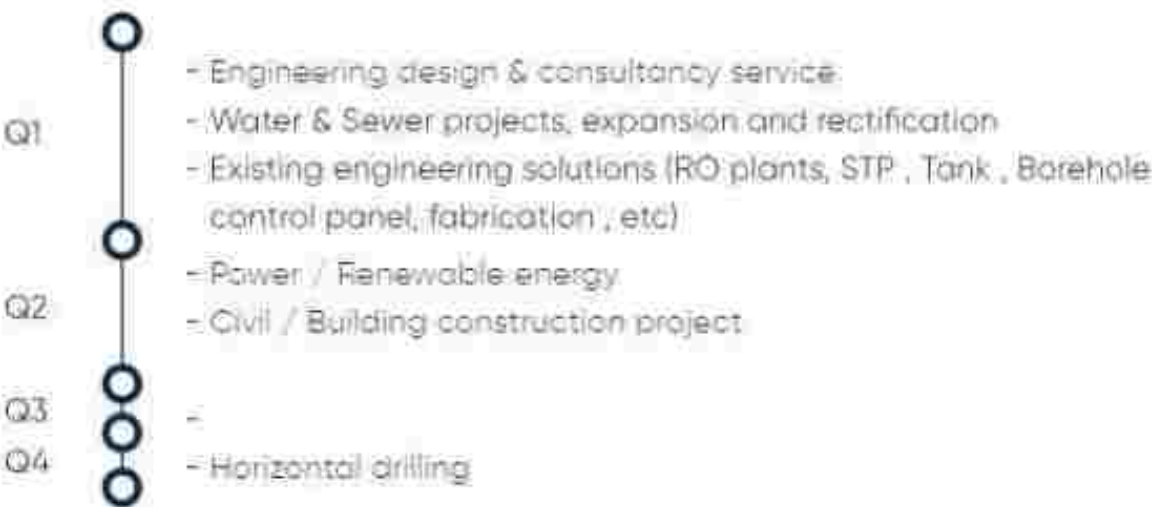 Q1
- Engineering design & consultancy service
- Water & Sewer projects, expansion and rectification
- Existing engineering solutions (RO plants, STP , Tank , Borehole
control panel, fabrication , etc)
Q2
- Power / Renewable energy
- Civil / Building construction project
Q3
-
Q4
- Horizontal drilling